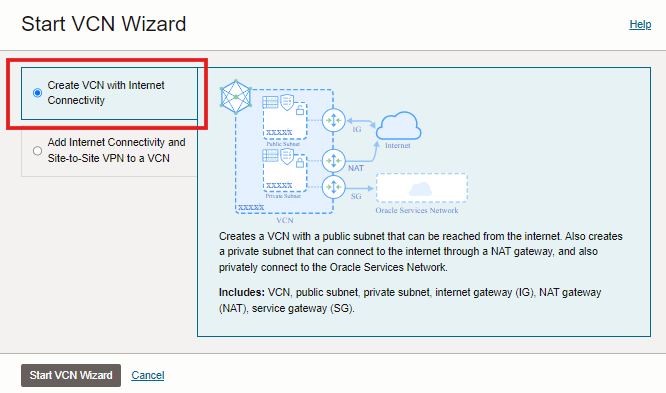 Start VCN Wizard
Help
Create VCN with Internet
Connectivity
Add Internet Connectivity and
Site-to-Site VPN to a VCN
XXXXX
Public Subnet
IG
Internet
NAT
XXXXX
Private Subnet
SG
XXXXX
Oracle Services Network
VCN
Creates a VCN with a public subnet that can be reached from the internet. Also creates
a private subnet that can connect to the internet through a NAT gateway, and also
privately connect to the Oracle Services Network.
Includes: VCN, public subnet, private subnet, internet gateway (IG), NAT gateway
(NAT), service gateway (SG).
Start VCN Wizard
Cancel